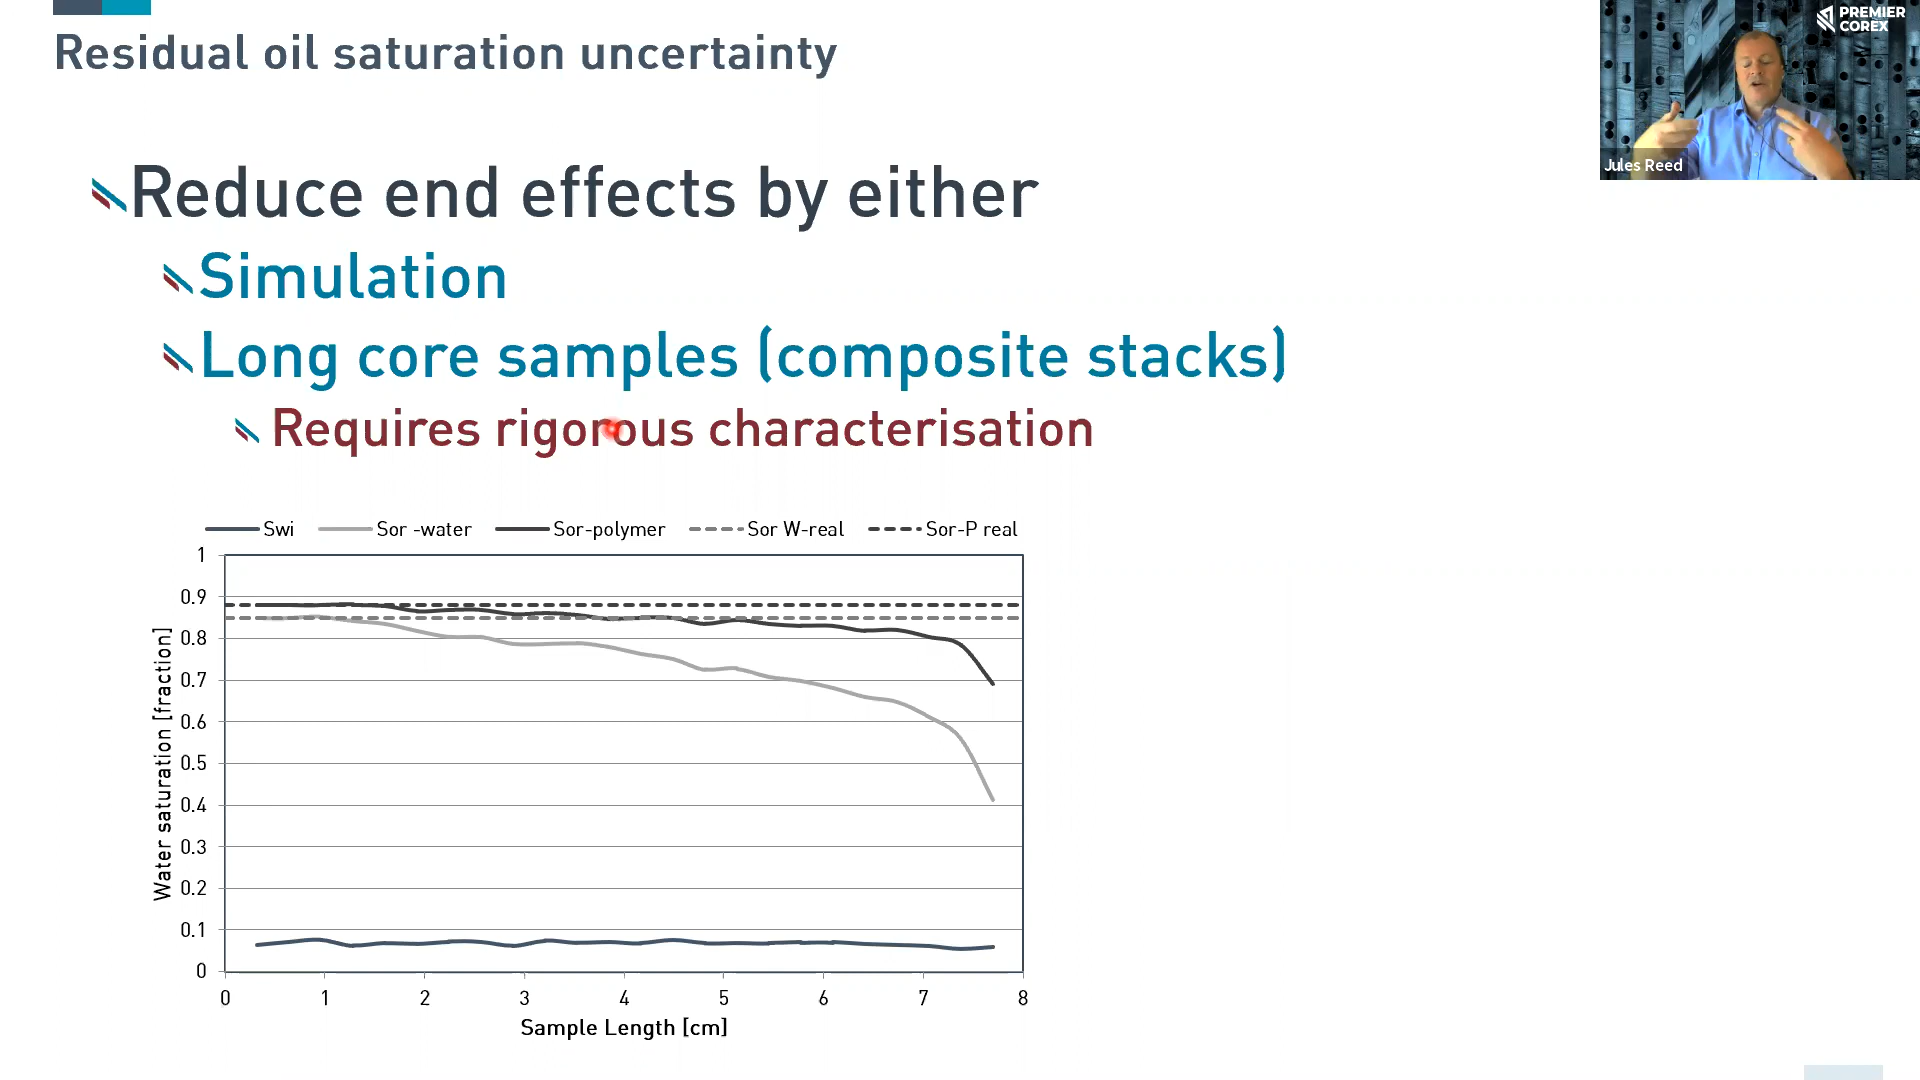 Residual oil saturation uncertainty
PREMIER
COREX
Jules Reed
Reduce end effects by either
Simulation
Long core samples (composite stacks)
Requires rigorous characterisation
Swi Sor -water Sor-polymer Sor W-real Sor-P real
Water saturation [fraction]
1
0.9
0.8
0.7
0.6
0.5
0.4
0.3
0.2
0.1
0
0 1 2 3 4 5 6 7 8
Sample Length [cm]